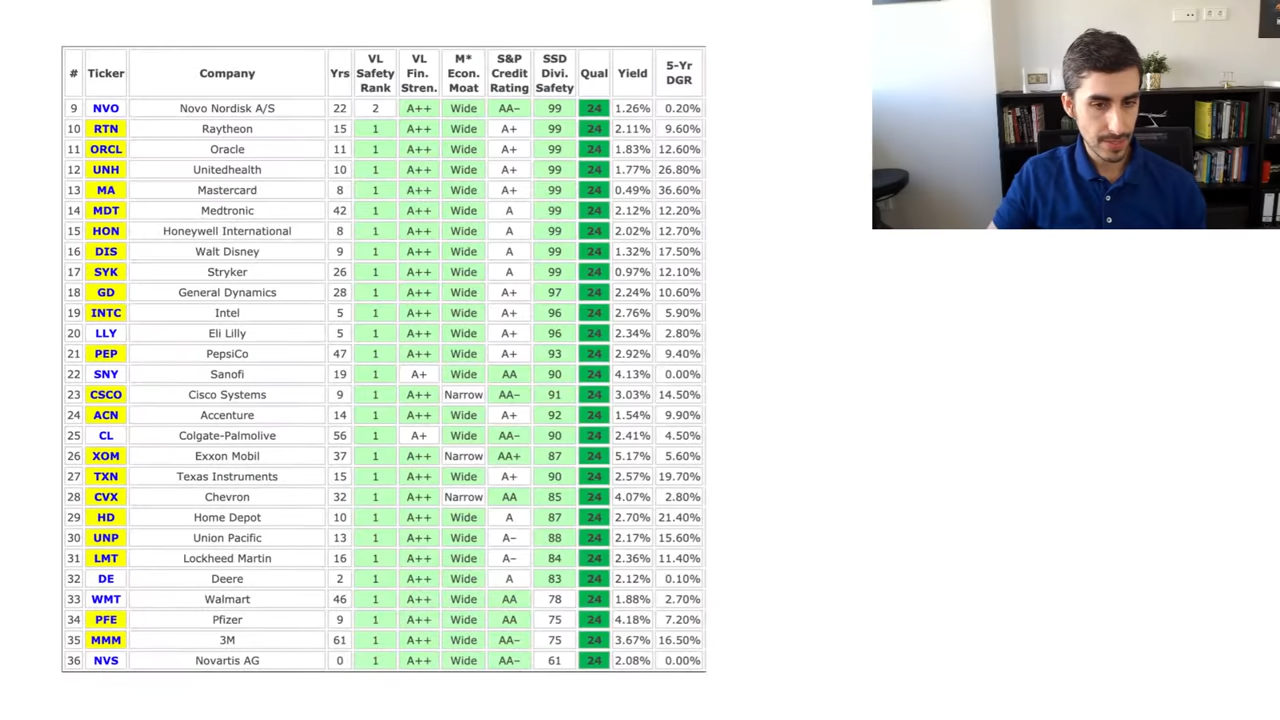 # Ticker Company Yrs VL Safety Rank VL Fin. Stren. M* Econ. Moat S&P Credit Rating SSD Divi. Safety Qual Yield 5-Yr DGR
9 NVO Novo Nordisk A/S 22 2 A++ Wide AA− 99 24 1.26% 0.20%
10 RTN Raytheon 15 1 A++ Wide A+ 99 24 2.11% 9.60%
11 ORCL Oracle 11 1 A++ Wide A+ 99 24 1.83% 12.60%
12 UNH Unitedhealth 10 1 A++ Wide A+ 99 24 1.77% 26.80%
13 MA Mastercard 8 1 A++ Wide A+ 99 24 0.49% 36.60%
14 MDT Medtronic 42 1 A++ Wide A 99 24 2.12% 12.20%
15 HON Honeywell International 8 1 A++ Wide A 99 24 2.02% 12.70%
16 DIS Walt Disney 9 1 A++ Wide A 99 24 1.32% 17.50%
17 SYK Stryker 26 1 A++ Wide A 99 24 0.97% 12.10%
18 GD General Dynamics 28 1 A++ Wide A+ 97 24 2.24% 10.60%
19 INTC Intel 5 1 A++ Wide A+ 96 24 2.76% 5.90%
20 LLY Eli Lilly 5 1 A++ Wide A+ 96 24 2.34% 2.80%
21 PEP PepsiCo 47 1 A++ Wide A+ 93 24 2.92% 9.40%
22 SNY Sanofi 19 1 A+ Wide AA 90 24 4.13% 0.00%
23 CSCO Cisco Systems 9 1 A++ Narrow AA− 91 24 3.03% 14.50%
24 ACN Accenture 14 1 A++ Wide A+ 92 24 1.54% 9.90%
25 CL Colgate-Palmolive 56 1 A+ Wide AA− 90 24 2.41% 4.50%
26 XOM Exxon Mobil 37 1 A++ Narrow AA+ 87 24 5.17% 5.60%
27 TXN Texas Instruments 15 1 A++ Wide A+ 90 24 2.57% 19.70%
28 CVX Chevron 32 1 A++ Narrow AA 85 24 4.07% 2.80%
29 HD Home Depot 10 1 A++ Wide A 87 24 2.70% 21.40%
30 UNP Union Pacific 13 1 A++ Wide A− 88 24 2.17% 15.60%
31 LMT Lockheed Martin 16 1 A++ Wide A− 84 24 2.36% 11.40%
32 DE Deere 2 1 A++ Wide A 83 24 2.12% 0.10%
33 WMT Walmart 46 1 A++ Wide AA 78 24 1.88% 2.70%
34 PFE Pfizer 9 1 A++ Wide AA 75 24 4.18% 7.20%
35 MMM 3M 61 1 A++ Wide AA− 75 24 3.67% 16.50%
36 NVS Novartis AG 0 1 A++ Wide AA− 61 24 2.08% 0.00%